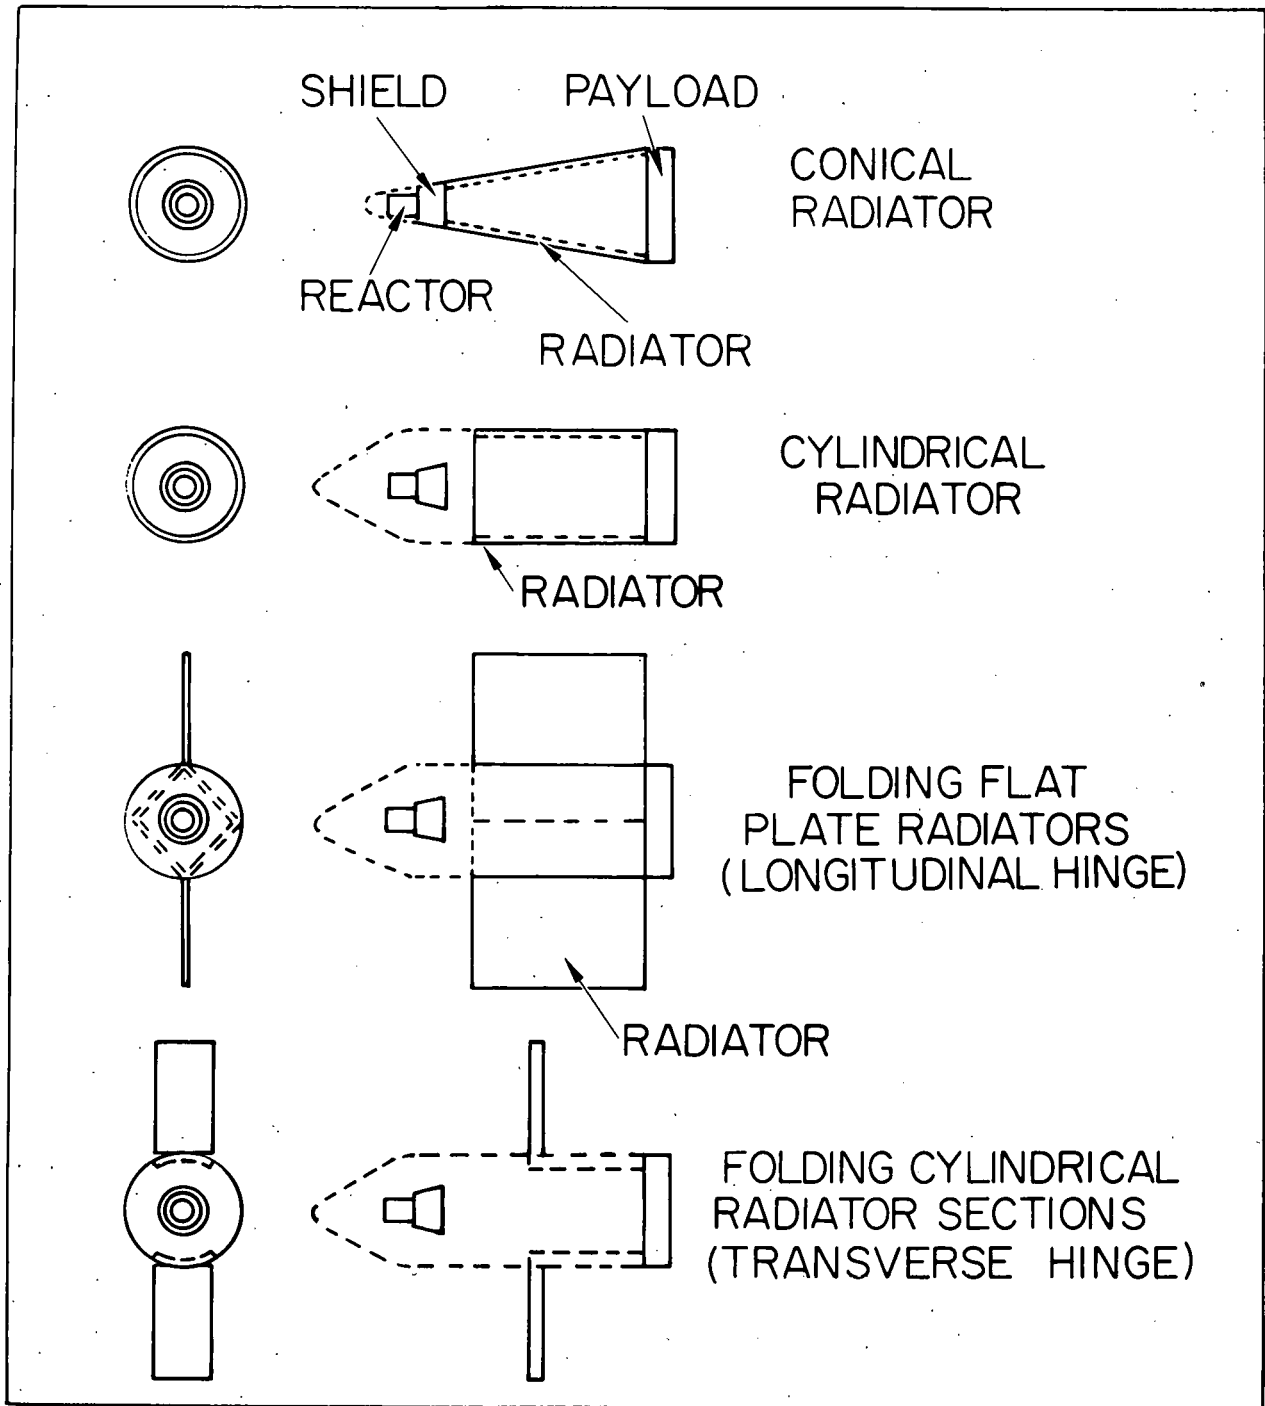 SHIELD
PAYLOAD
CONICAL
RADIATOR
REACTOR
RADIATOR
CYLINDRICAL
RADIATOR
RADIATOR
FOLDING FLAT
PLATE RADIATORS
(LONGITUDINAL HINGE)
RADIATOR
FOLDING CYLINDRICAL
RADIATOR SECTIONS
(TRANSVERSE HINGE)